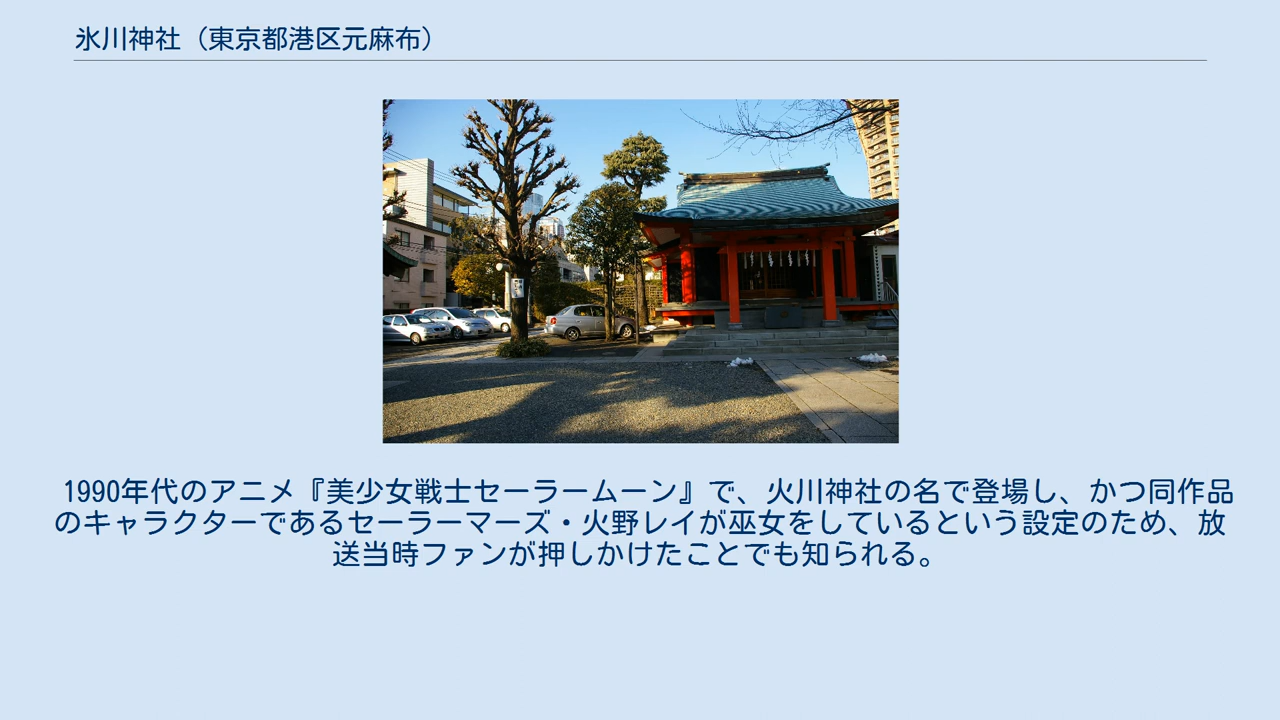 氷川神社（東京都港区元麻布）
1990年代のアニメ『美少女戦士セーラームーン』で、火川神社の名で登場し、かつ同作品
のキャラクターであるセーラーマーズ・火野レイが巫女をしているという設定のため、放
送当時ファンが押しかけたことでも知られる。